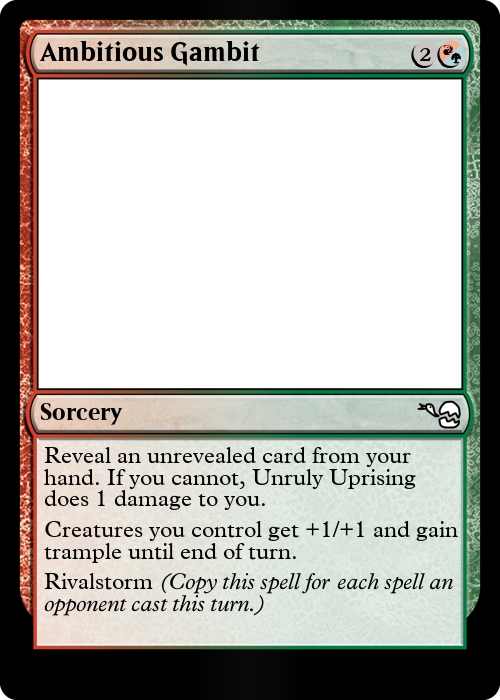 Ambitious Gambit 2
Sorcery
Reveal an unrevealed card from your
hand. If you cannot, Unruly Uprising
does 1 damage to you.
Creatures you control get +1/+1 and gain
trample until end of turn.
Rivalstorm (Copy this spell for each spell an
opponent cast this turn.)